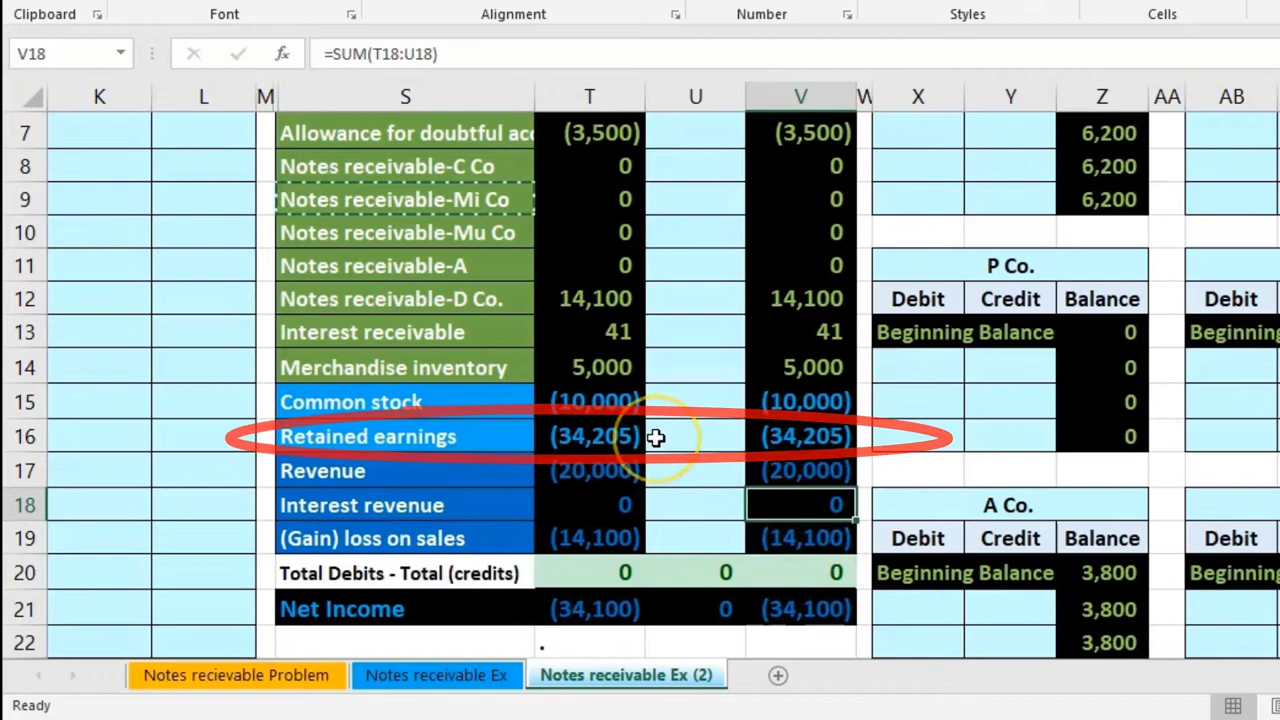 Clipboard Font Alignment Number Styles Cells
V18 fx =SUM(T18:U18)
K L M S T U V W X Y Z AA AB
7 Allowance for doubtful acc (3,500) (3,500) 6,200
8 Notes receivable-C Co 0 0 6,200
9 Notes receivable-Mi Co 0 0 6,200
10 Notes receivable-Mu Co 0 0
11 Notes receivable-A 0 0 P Co.
12 Notes receivable-D Co. 14,100 14,100 Debit Credit Balance Debit
13 Interest receivable 41 41 Beginning Balance 0 Beginning
14 Merchandise inventory 5,000 5,000 0
15 Common stock (10,000) (10,000) 0
16 Retained earnings (34,205) (34,205) 0
17 Revenue (20,000) (20,000)
18 Interest revenue 0 0 A Co.
19 (Gain) loss on sales (14,100) (14,100) Debit Credit Balance Debit
20 Total Debits - Total (credits) 0 0 0 Beginning Balance 3,800 Beginning
21 Net Income (34,100) 0 (34,100) 3,800
22 . 3,800
Notes recievable Problem Notes receivable Ex Notes receivable Ex (2)
Ready